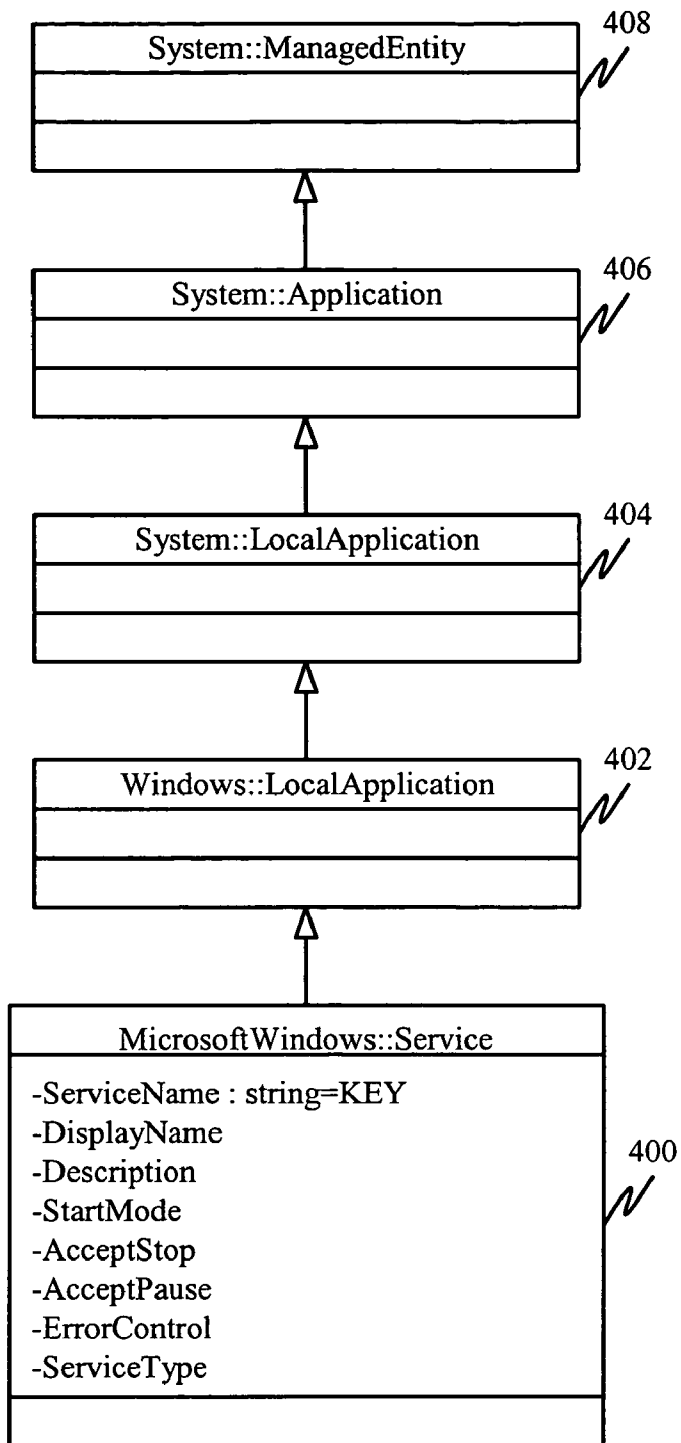 408
System::ManagedEntity
406
System::Application
404
System::LocalApplication
402
Windows::LocalApplication
MicrosoftWindows::Service
-ServiceName : string=KEY
-DisplayName
-Description
-StartMode
400
-AcceptStop
-AcceptPause
-ErrorControl
-ServiceType